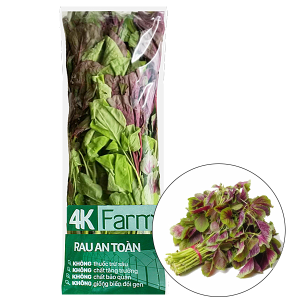 4K Farm
RAU AN TOÀN
KHÔNG thuốc trừ sâu
KHÔNG chất tăng trưởng
KHÔNG chất bảo quản
KHÔNG giống biến đổi gen